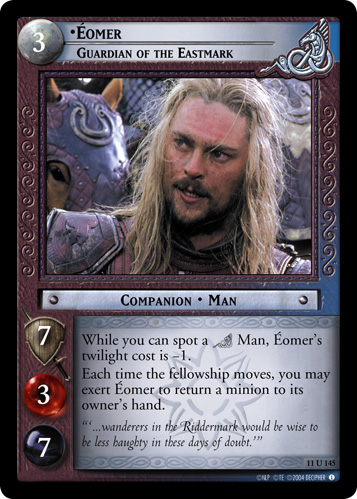 3
•Éomer
Guardian of the Eastmark
Companion • Man
7
3
7
While you can spot a Man, Éomer's
twilight cost is –1.
Each time the fellowship moves, you may
exert Éomer to return a minion to its
owner's hand.
"'...wanderers in the Riddermark would be wise to
be less haughty in these days of doubt.'"
11 U 145
©NLP ©TE ©2004 DECIPHER